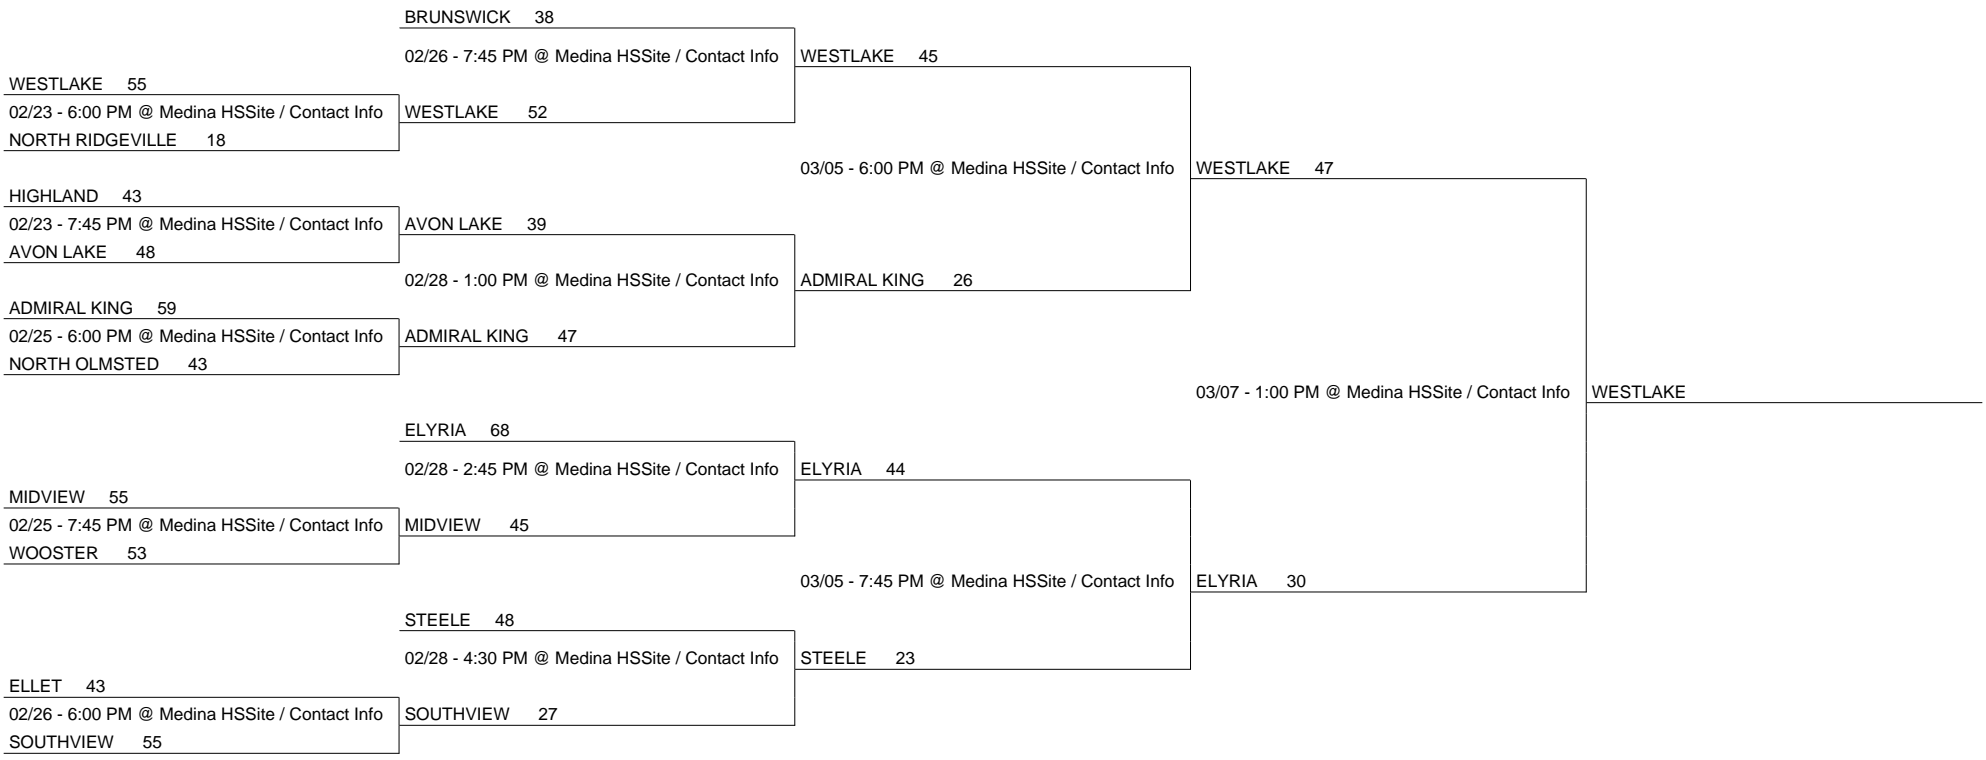 BRUNSWICK 38
02/26 - 7:45 PM @ Medina HSSite / Contact Info
WESTLAKE 45
WESTLAKE 55
02/23 - 6:00 PM @ Medina HSSite / Contact Info
WESTLAKE 52
NORTH RIDGEVILLE 18
03/05 - 6:00 PM @ Medina HSSite / Contact Info
WESTLAKE 47
HIGHLAND 43
02/23 - 7:45 PM @ Medina HSSite / Contact Info
AVON LAKE 39
AVON LAKE 48
02/28 - 1:00 PM @ Medina HSSite / Contact Info
ADMIRAL KING 26
ADMIRAL KING 59
02/25 - 6:00 PM @ Medina HSSite / Contact Info
ADMIRAL KING 47
NORTH OLMSTED 43
03/07 - 1:00 PM @ Medina HSSite / Contact Info
WESTLAKE
ELYRIA 68
02/28 - 2:45 PM @ Medina HSSite / Contact Info
ELYRIA 44
MIDVIEW 55
02/25 - 7:45 PM @ Medina HSSite / Contact Info
MIDVIEW 45
WOOSTER 53
03/05 - 7:45 PM @ Medina HSSite / Contact Info
ELYRIA 30
STEELE 48
02/28 - 4:30 PM @ Medina HSSite / Contact Info
STEELE 23
ELLET 43
02/26 - 6:00 PM @ Medina HSSite / Contact Info
SOUTHVIEW 27
SOUTHVIEW 55